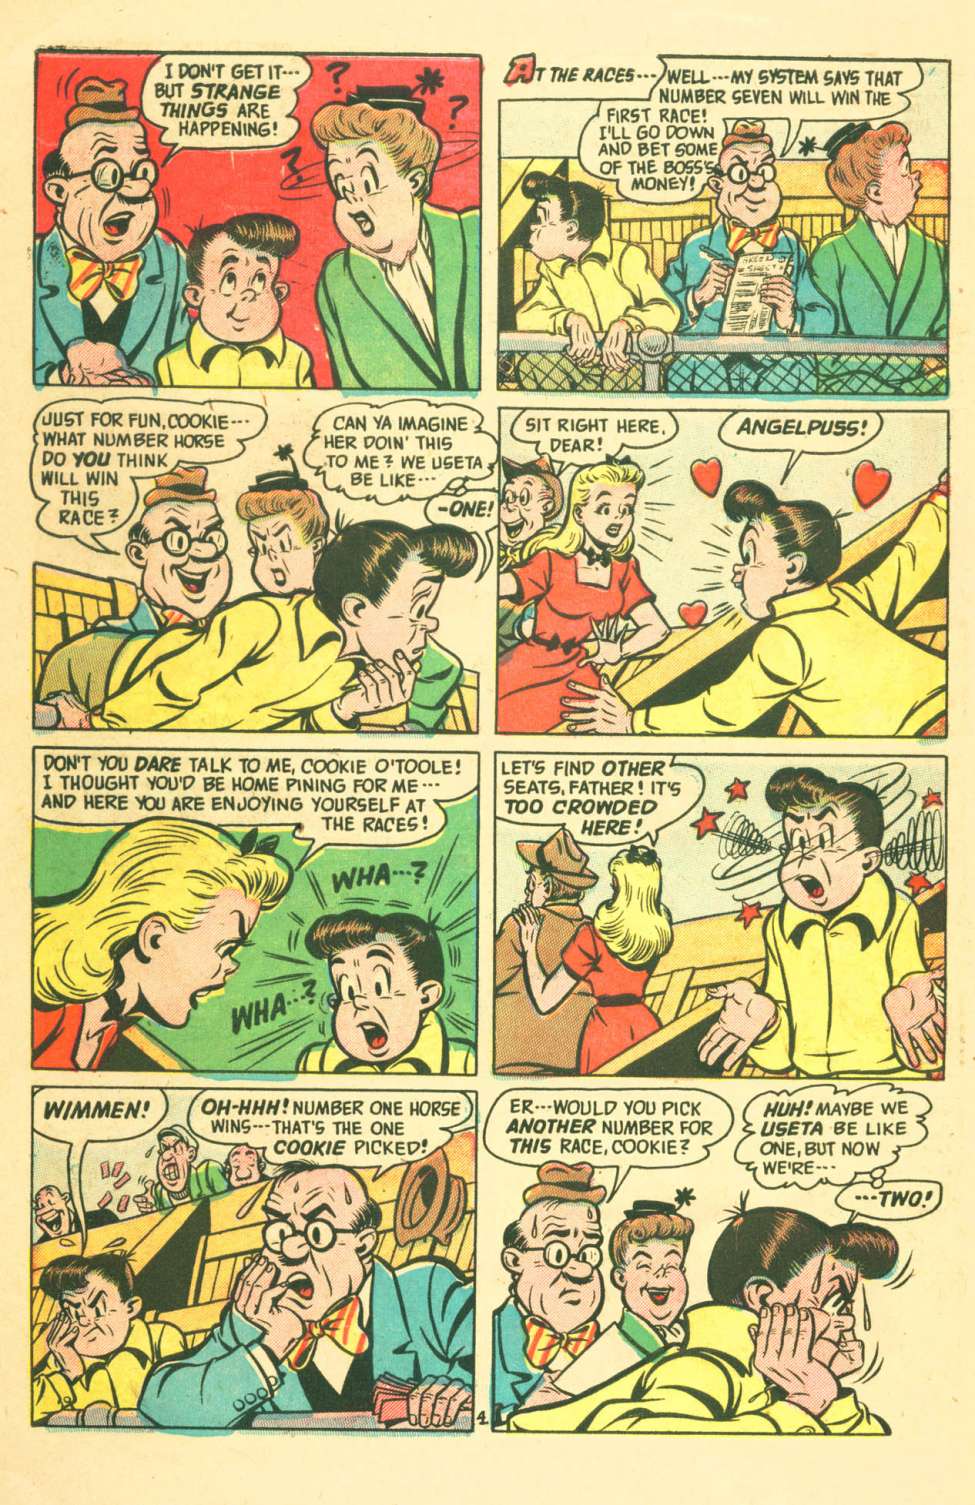 I DON'T GET IT---
BUT STRANGE
THINGS ARE
HAPPENING!
?
?
?
AT THE RACES---
WELL---MY SYSTEM SAYS THAT
NUMBER SEVEN WILL WIN THE
FIRST RACE!
I'LL GO DOWN
AND BET SOME
OF THE BOSS'S
MONEY!
GREEN
SHEET
JUST FOR FUN, COOKIE---
WHAT NUMBER HORSE
DO YOU THINK
WILL WIN
THIS
RACE?
CAN YA IMAGINE
HER DOIN' THIS
TO ME? WE USETA
BE LIKE---
-ONE!
SIT RIGHT HERE,
DEAR!
ANGELPUSS!
DON'T YOU DARE TALK TO ME, COOKIE O'TOOLE!
I THOUGHT YOU'D BE HOME PINING FOR ME---
AND HERE YOU ARE ENJOYING YOURSELF AT
THE RACES!
WHA---?
WHA---?
LET'S FIND OTHER
SEATS, FATHER! IT'S
TOO CROWDED
HERE!
WIMMEN!
OH-HHH! NUMBER ONE HORSE
WINS---THAT'S THE ONE
COOKIE PICKED!
4
ER---WOULD YOU PICK
ANOTHER NUMBER FOR
THIS RACE, COOKIE?
HUH! MAYBE WE
USETA BE LIKE
ONE, BUT NOW
WE'RE---
---TWO!